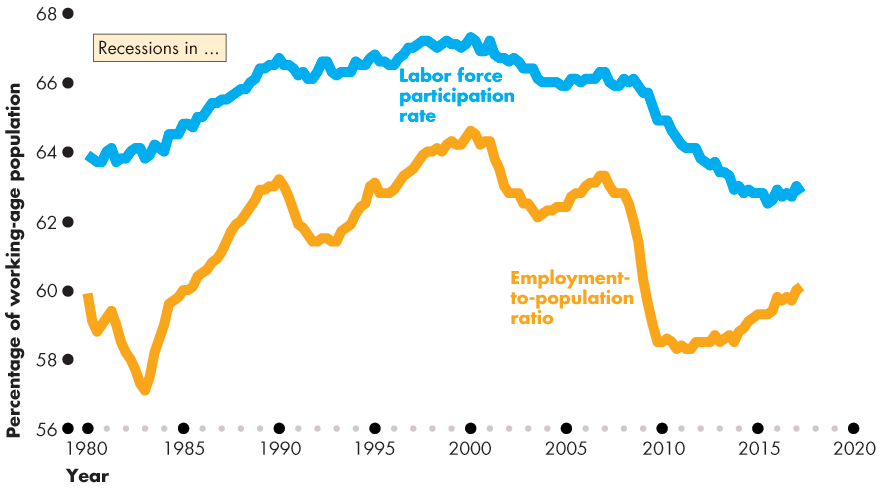 68
Recessions in ...
66
Labor force
participation
rate
64
62
60
Employment-
to-population
ratio
58
56
Percentage of working-age population
1980 1985 1990 1995 2000 2005 2010 2015 2020
Year